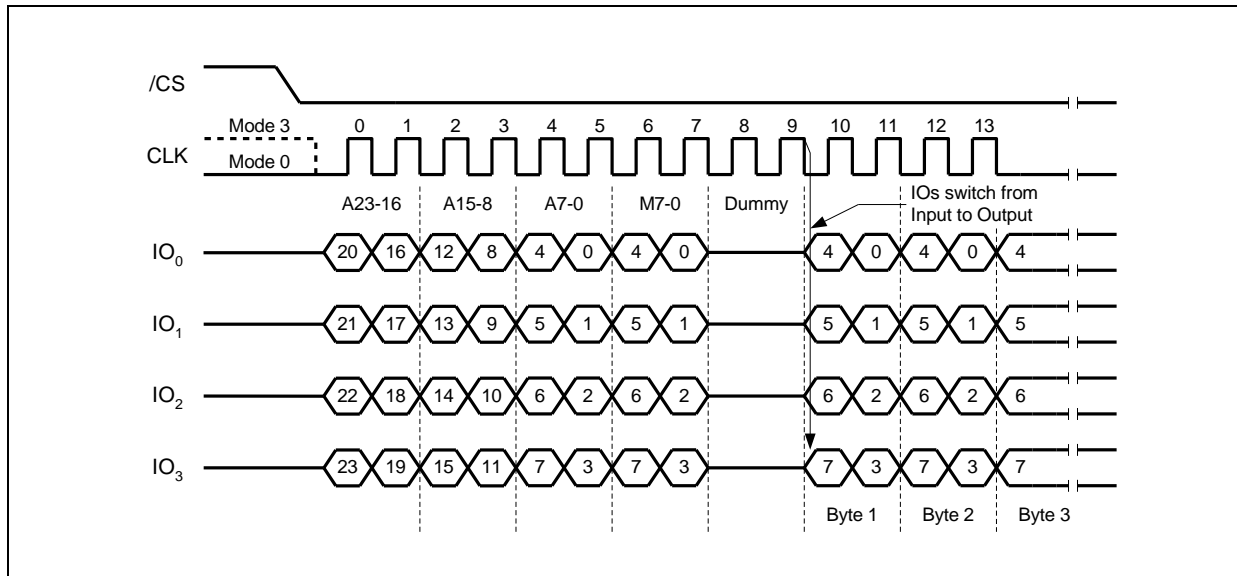 /CS
Mode 3
0 1 2 3 4 5 6 7 8 9 10 11 12 13
CLK
Mode 0
IOs switch from
Input to Output
A23-16 A15-8 A7-0 M7-0 Dummy
IO0 20 16 12 8 4 0 4 0 4 0 4 0 4
IO1 21 17 13 9 5 1 5 1 5 1 5 1 5
IO2 22 18 14 10 6 2 6 2 6 2 6 2 6
IO3 23 19 15 11 7 3 7 3 7 3 7 3 7
Byte 1 Byte 2 Byte 3